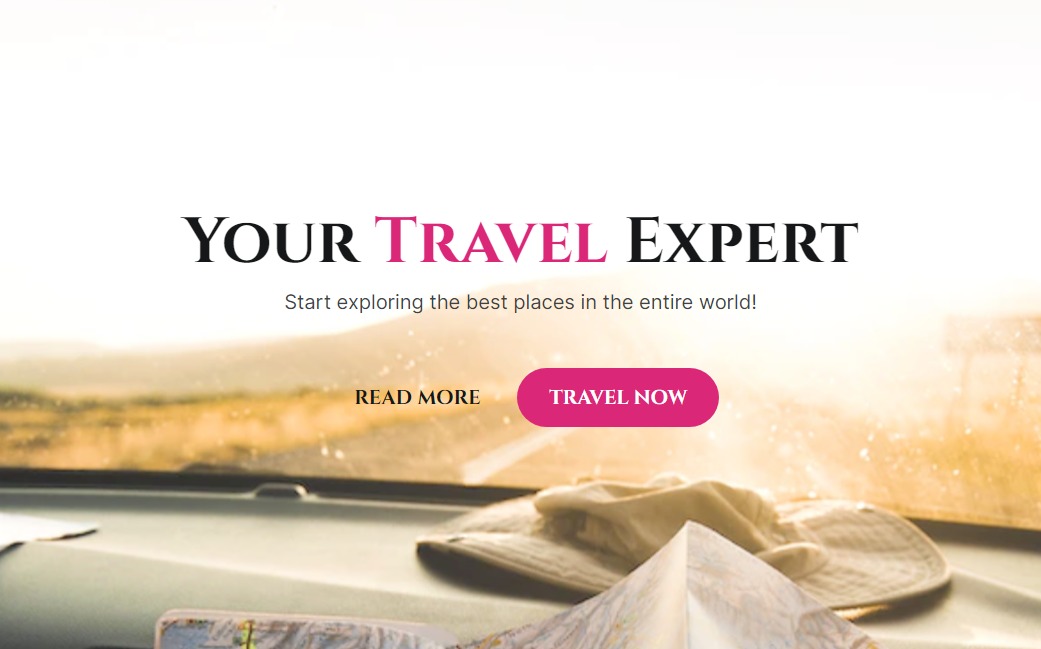 Your Travel Expert
Start exploring the best places in the entire world!
READ MORE
TRAVEL NOW